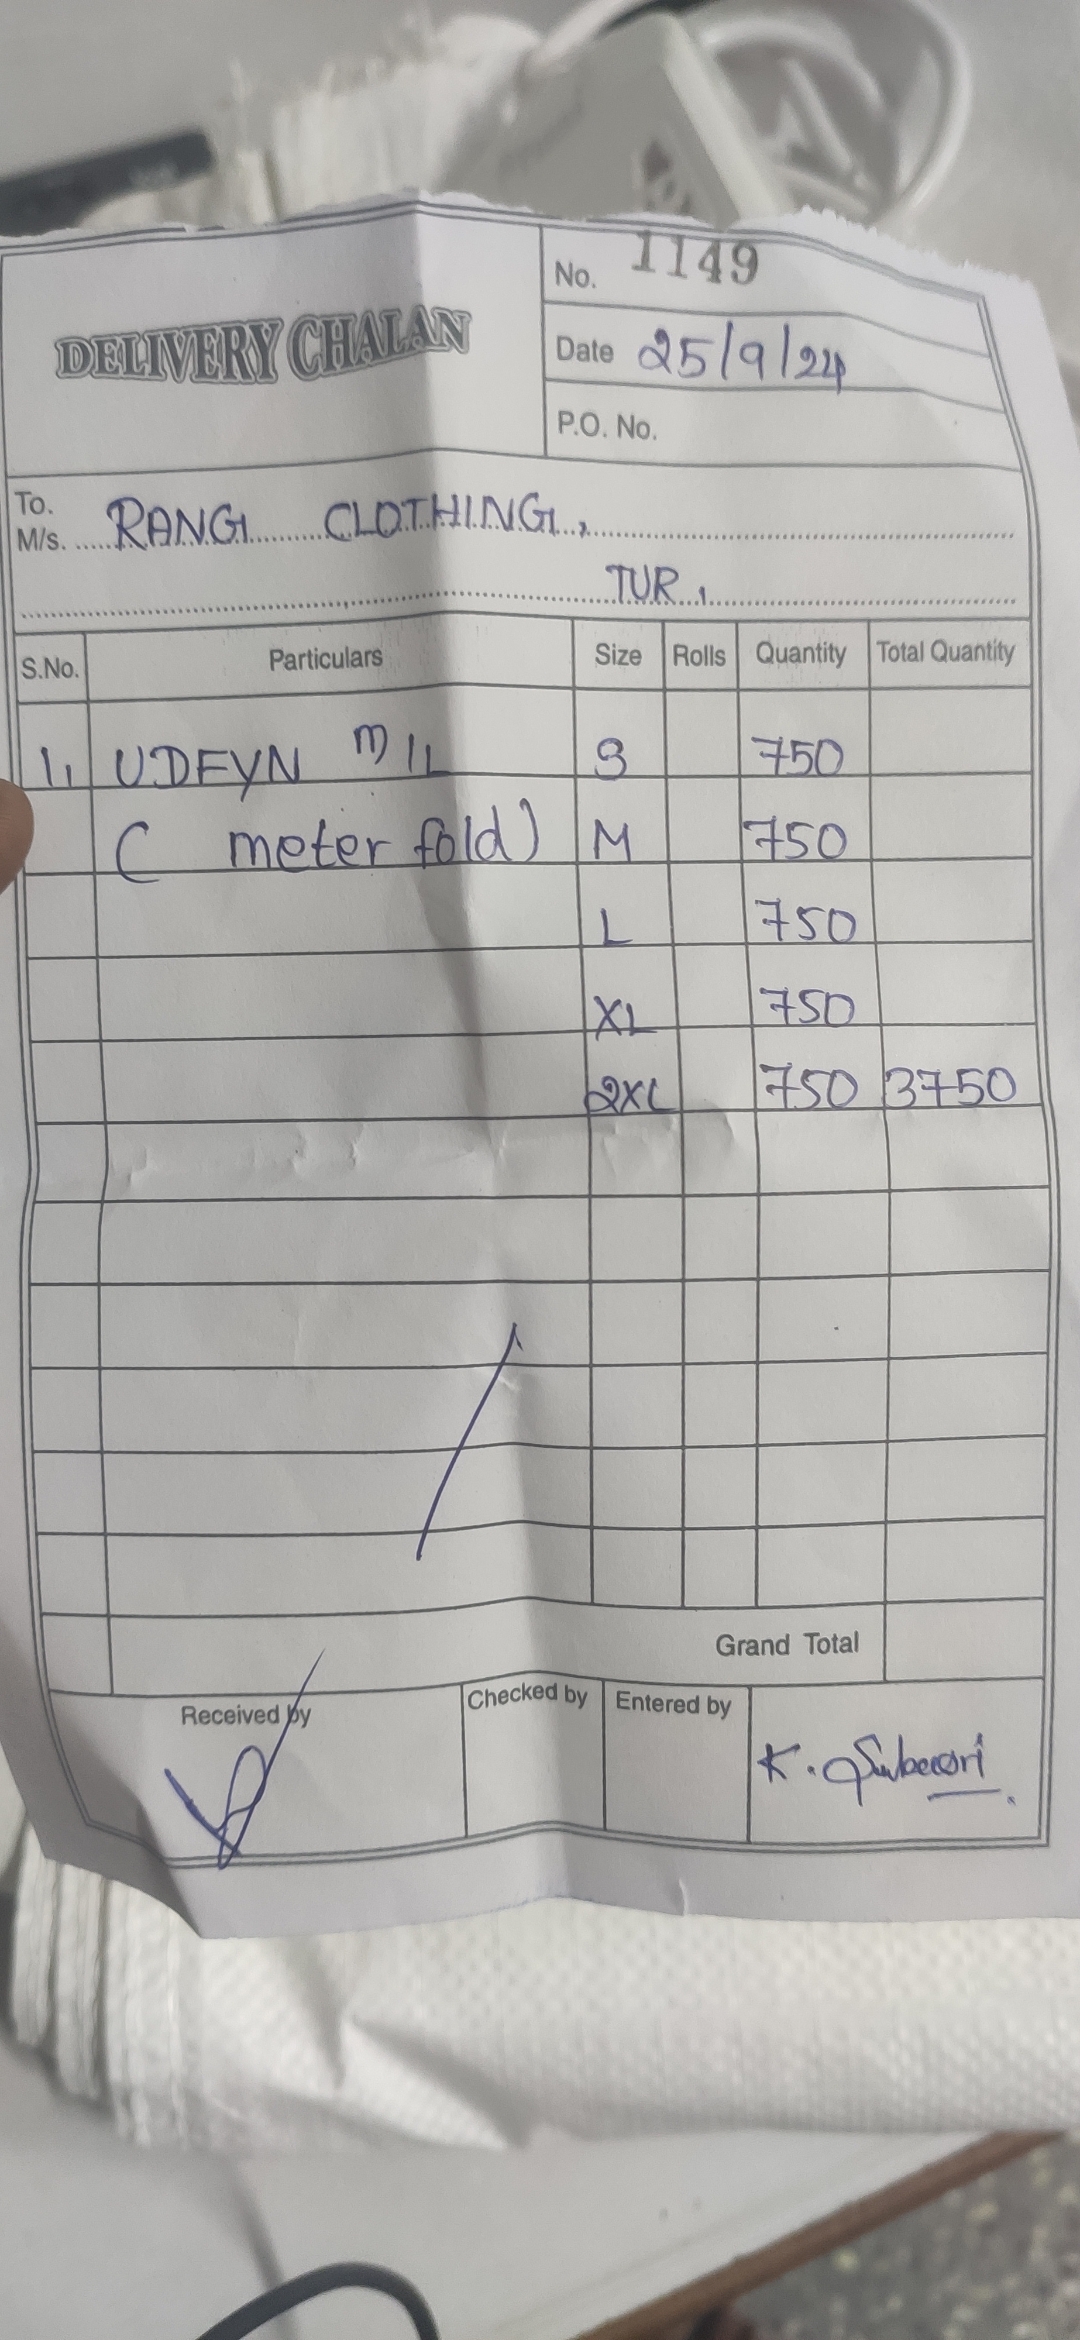 DELIVERY CHALAN
No. 1149
Date 25/9/24
P.O. No.
To.
M/s. RANG CLOTHING,
TUR.
S.No. Particulars Size Rolls Quantity Total Quantity
1, UDEYN S 750
( meter fold) M 750
L 750
XL 750
2XL 750 3750
Grand Total
Received by Checked by Entered by
K.